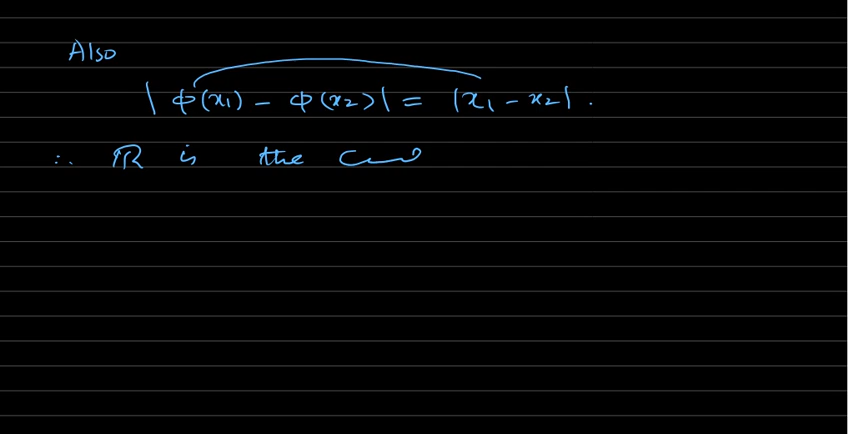 Also
| Φ(x₁) − Φ(x₂)| = |x₁ − x₂| .
∴ ℝ is the